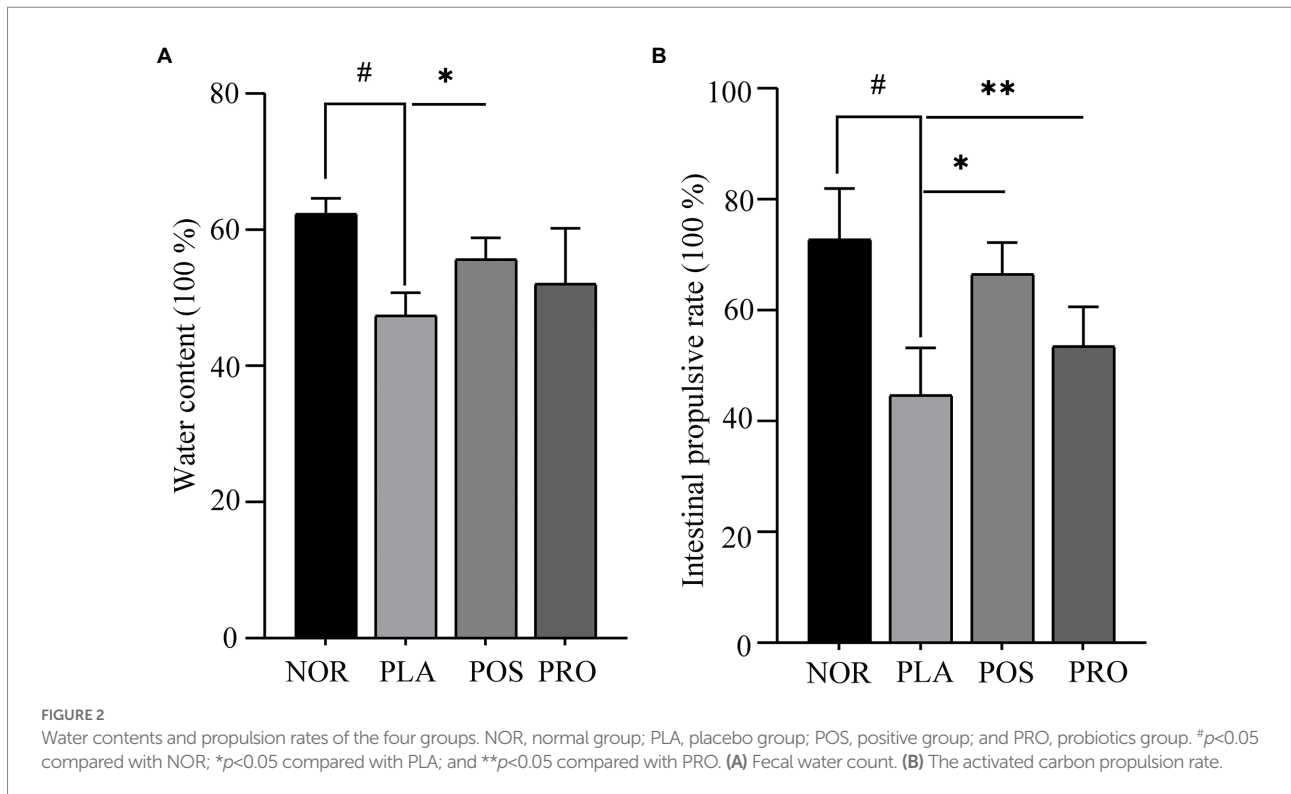 A
#
*
80
60
40
20
0
Water content (100 %)
NOR PLA POS PRO
B
#
**
*
100
80
60
40
20
0
Intestinal propulsive rate (100 %)
NOR PLA POS PRO
FIGURE 2
Water contents and propulsion rates of the four groups. NOR, normal group; PLA, placebo group; POS, positive group; and PRO, probiotics group. #p<0.05
compared with NOR; *p<0.05 compared with PLA; and **p<0.05 compared with PRO. (A) Fecal water count. (B) The activated carbon propulsion rate.